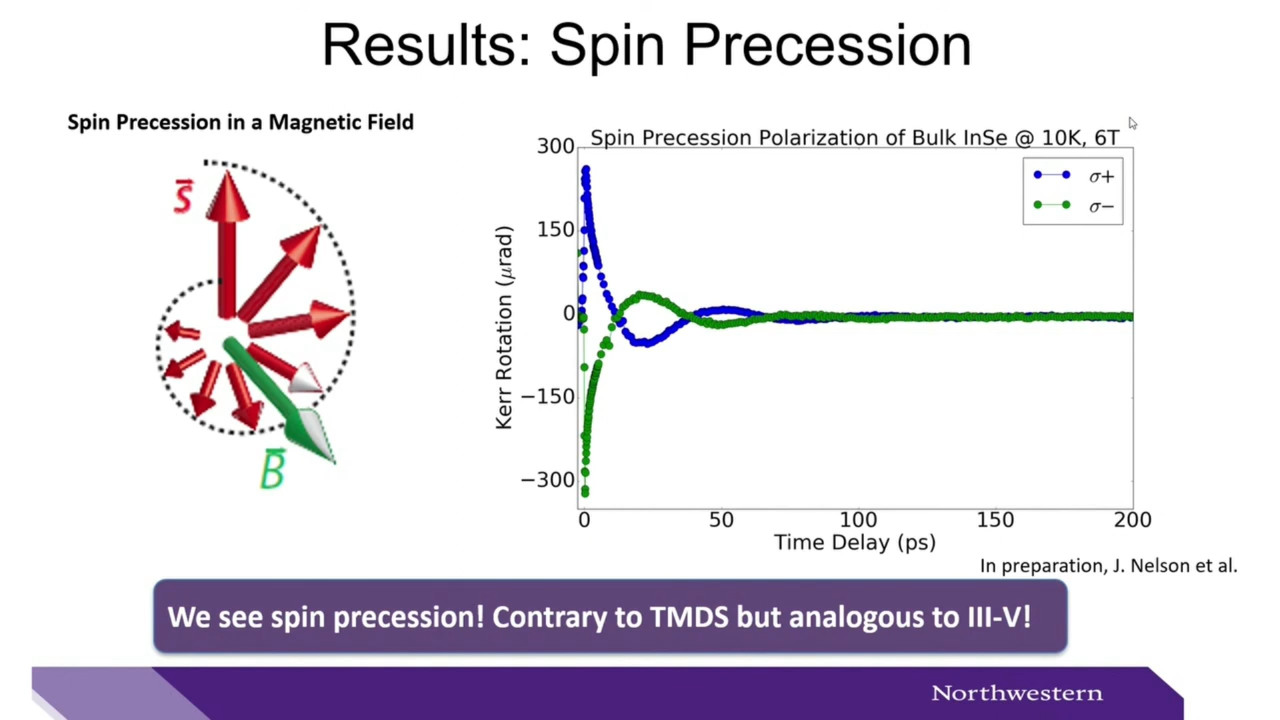 Results: Spin Precession
Spin Precession in a Magnetic Field
S
B
Spin Precession Polarization of Bulk InSe @ 10K, 6T
σ+
σ−
Kerr Rotation (μrad)
300
150
0
−150
−300
0 50 100 150 200
Time Delay (ps)
In preparation, J. Nelson et al.
We see spin precession! Contrary to TMDS but analogous to III-V!
Northwestern